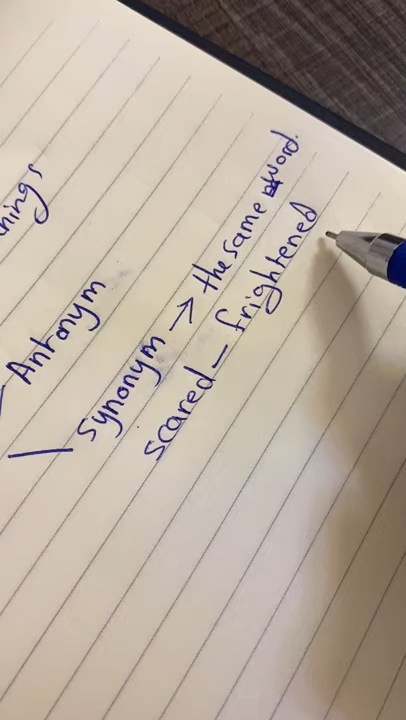 Antonym
Synonym → the same word.
scared – frightened